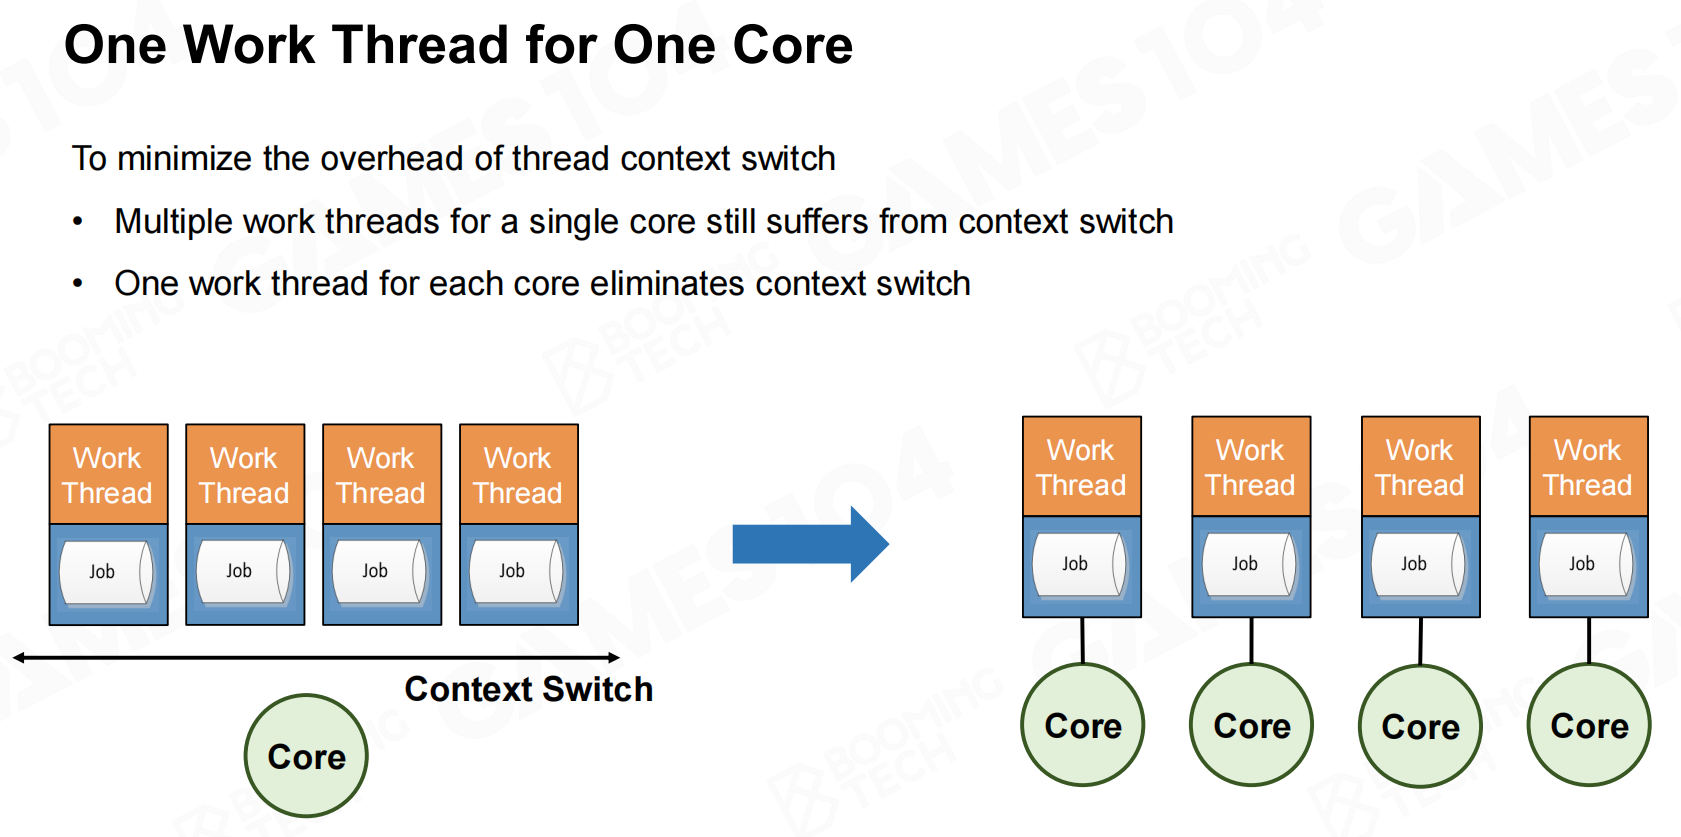 One Work Thread for One Core
To minimize the overhead of thread context switch
• Multiple work threads for a single core still suffers from context switch
• One work thread for each core eliminates context switch
Work
Thread
Job
Work
Thread
Job
Work
Thread
Job
Work
Thread
Job
Context Switch
Core
Work
Thread
Job
Core
Work
Thread
Job
Core
Work
Thread
Job
Core
Work
Thread
Job
Core
GAMES104
BOOMING
TECH